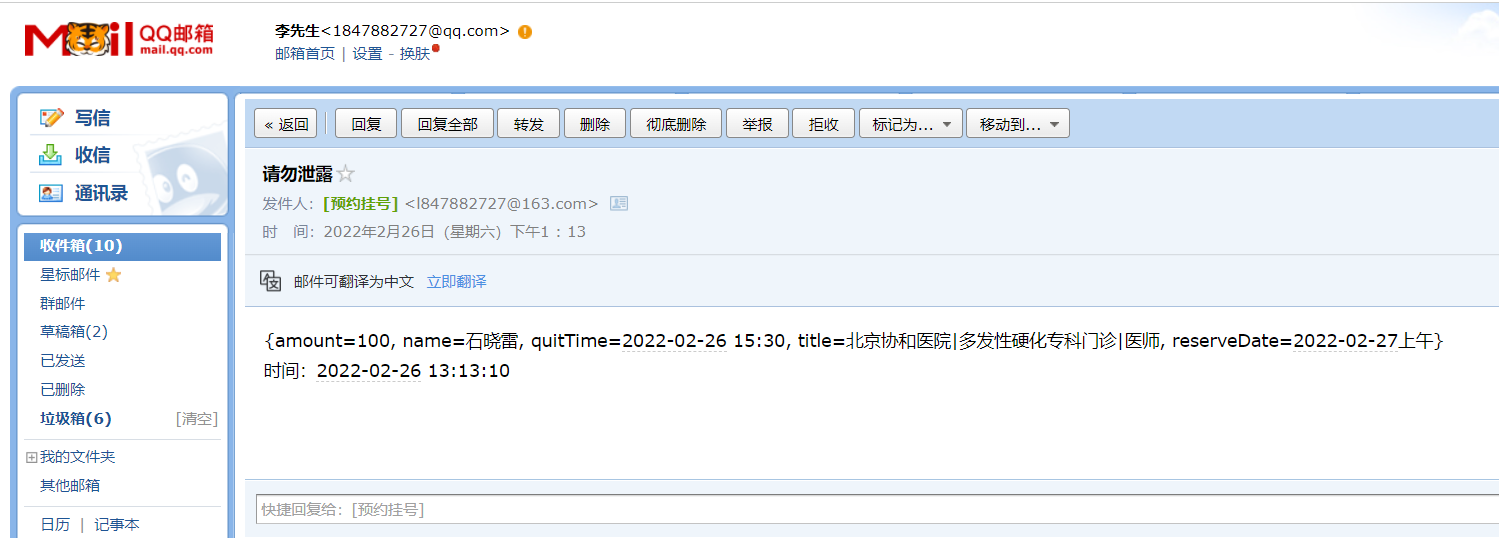 Mail QQ邮箱
mail.qq.com
李先生<1847882727@qq.com>
邮箱首页 | 设置 - 换肤
写信
收信
通讯录
收件箱(10)
星标邮件
群邮件
草稿箱(2)
已发送
已删除
垃圾箱(6) [清空]
我的文件夹
其他邮箱
日历 | 记事本
« 返回 回复 回复全部 转发 删除 彻底删除 举报 拒收 标记为... 移动到...
请勿泄露
发件人：[预约挂号] <l847882727@163.com>
时 间：2022年2月26日（星期六）下午1：13
邮件可翻译为中文 立即翻译
{amount=100, name=石晓雷, quitTime=2022-02-26 15:30, title=北京协和医院|多发性硬化专科门诊|医师, reserveDate=2022-02-27上午}
时间：2022-02-26 13:13:10
快捷回复给：[预约挂号]